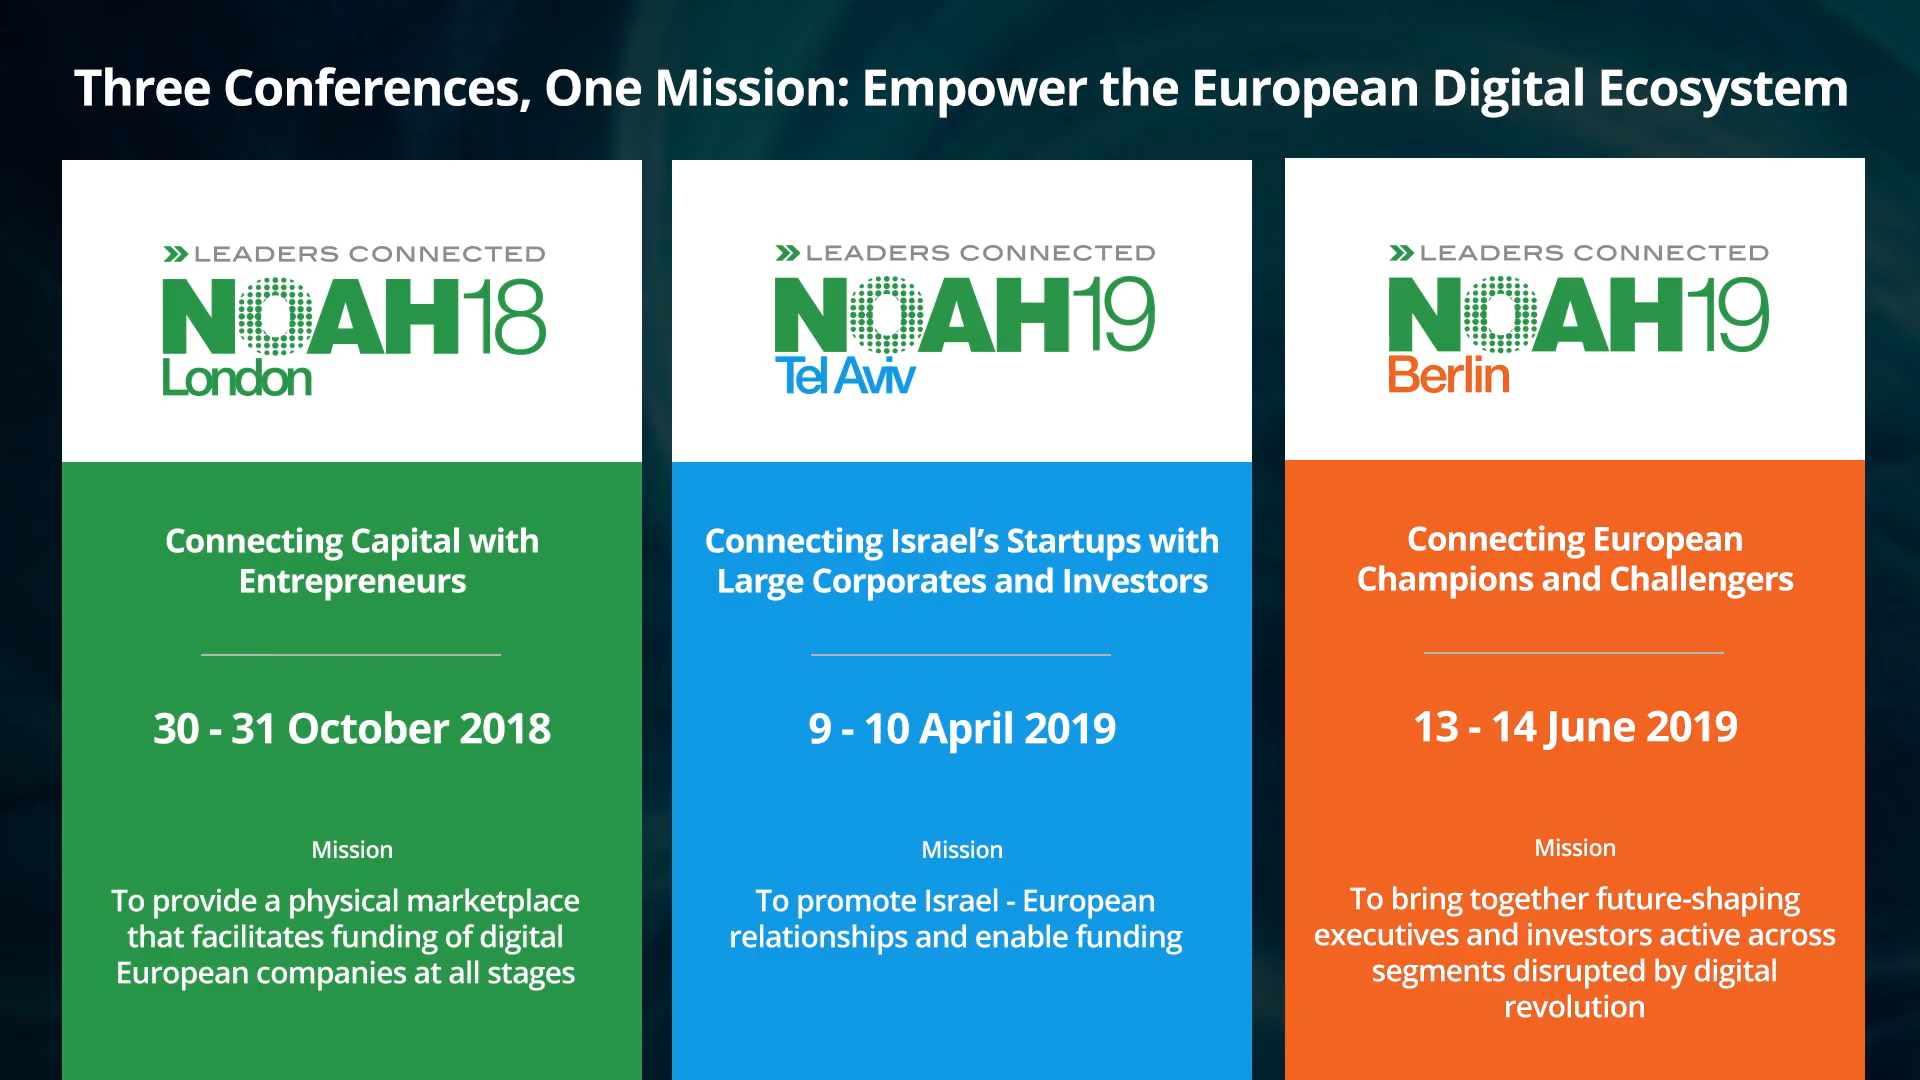 Three Conferences, One Mission: Empower the European Digital Ecosystem
LEADERS CONNECTED
NOAH18
London
Connecting Capital with
Entrepreneurs
30 - 31 October 2018
Mission
To provide a physical marketplace
that facilitates funding of digital
European companies at all stages
LEADERS CONNECTED
NOAH19
Tel Aviv
Connecting Israel’s Startups with
Large Corporates and Investors
9 - 10 April 2019
Mission
To promote Israel - European
relationships and enable funding
LEADERS CONNECTED
NOAH19
Berlin
Connecting European
Champions and Challengers
13 - 14 June 2019
Mission
To bring together future-shaping
executives and investors active across
segments disrupted by digital
revolution